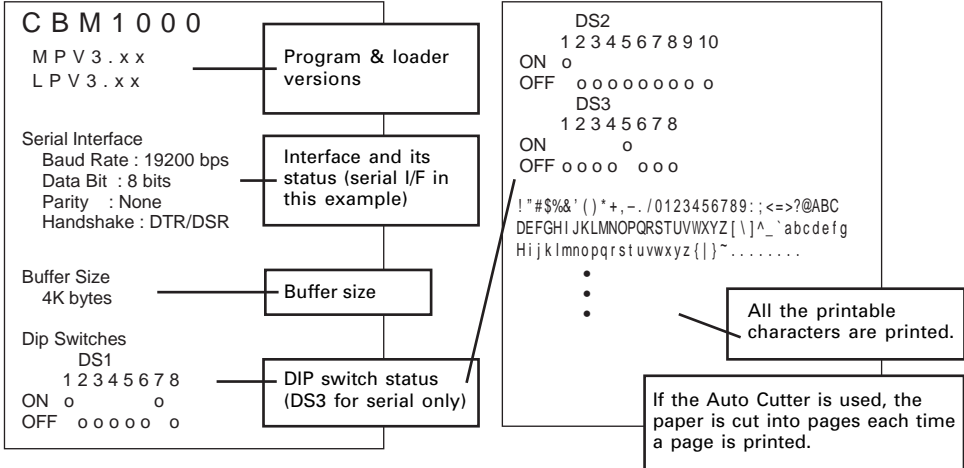 CBM1000
MPV3.xx
LPV3.xx
Program & loader
versions
Serial Interface
Baud Rate : 19200 bps
Data Bit : 8 bits
Parity : None
Handshake : DTR/DSR
Interface and its
status (serial I/F in
this example)
Buffer Size
4K bytes
Buffer size
Dip Switches
DS1
1 2 3 4 5 6 7 8
ON o o
OFF o o o o o o
DIP switch status
(DS3 for serial only)
DS2
1 2 3 4 5 6 7 8 9 10
ON o
OFF o o o o o o o o o
DS3
1 2 3 4 5 6 7 8
ON o
OFF o o o o o o o
!"#$%&'()*+,–./0123456789:;<=>?@ABC
DEFGHIJKLMNOPQRSTUVWXYZ[\]^_`abcdefg
Hijklmnopqrstuvwxyz{|}~........
•
•
•
All the printable
characters are printed.
If the Auto Cutter is used, the
paper is cut into pages each time
a page is printed.